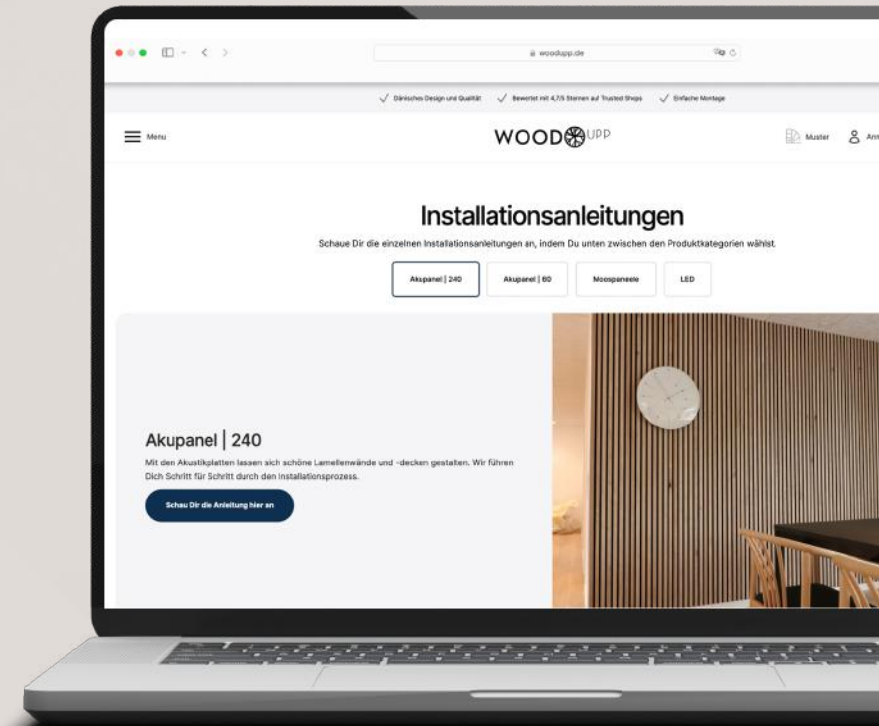 woodupp.de
Dänisches Design und Qualität
Bewertet mit 4,7/5 Sternen auf Trusted Shops
Einfache Montage
Menu
WOOD UPP
Muster
Installationsanleitungen
Schaue Dir die einzelnen Installationsanleitungen an, indem Du unten zwischen den Produktkategorien wählst.
Akupanel | 240
Akupanel | 60
Moospaneele
LED
Akupanel | 240
Mit den Akustikplatten lassen sich schöne Lamellenwände und -decken gestalten. Wir führen
Dich Schritt für Schritt durch den Installationsprozess.
Schau Dir die Anleitung hier an